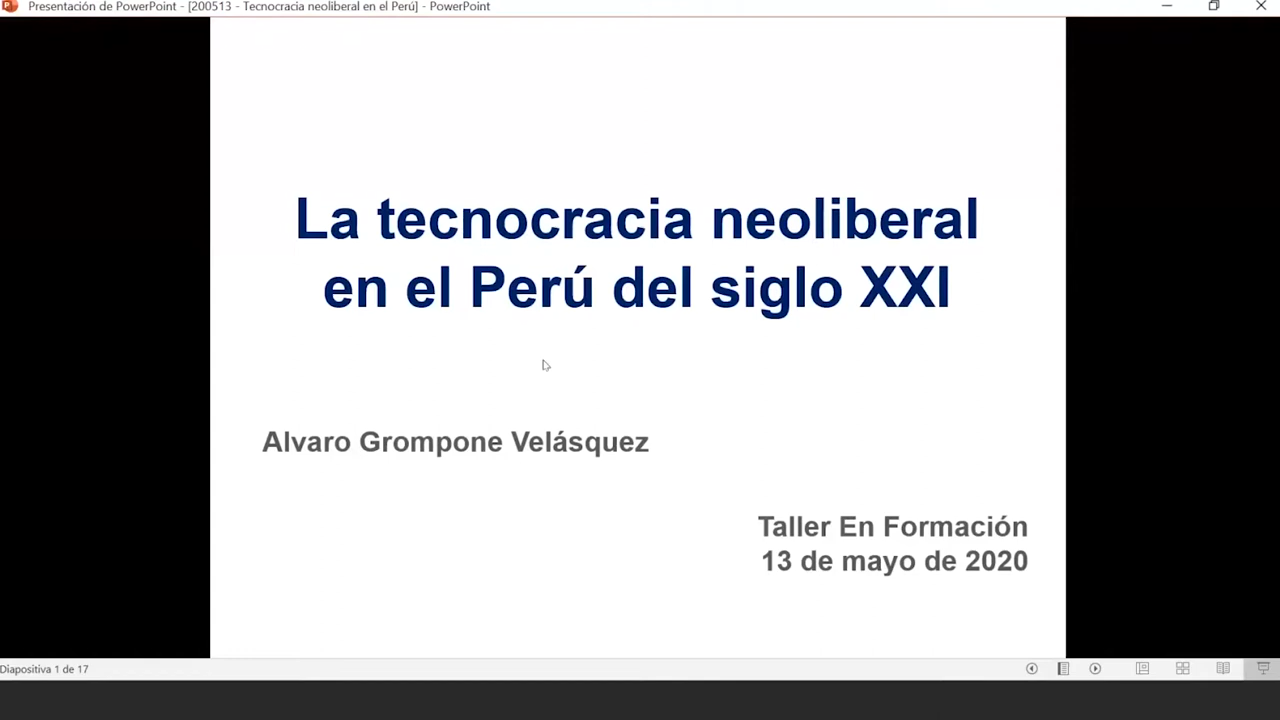 Presentación de PowerPoint - [200513 - Tecnocracia neoliberal en el Perú] - PowerPoint
La tecnocracia neoliberal
en el Perú del siglo XXI
Alvaro Grompone Velásquez
Taller En Formación
13 de mayo de 2020
Diapositiva 1 de 17